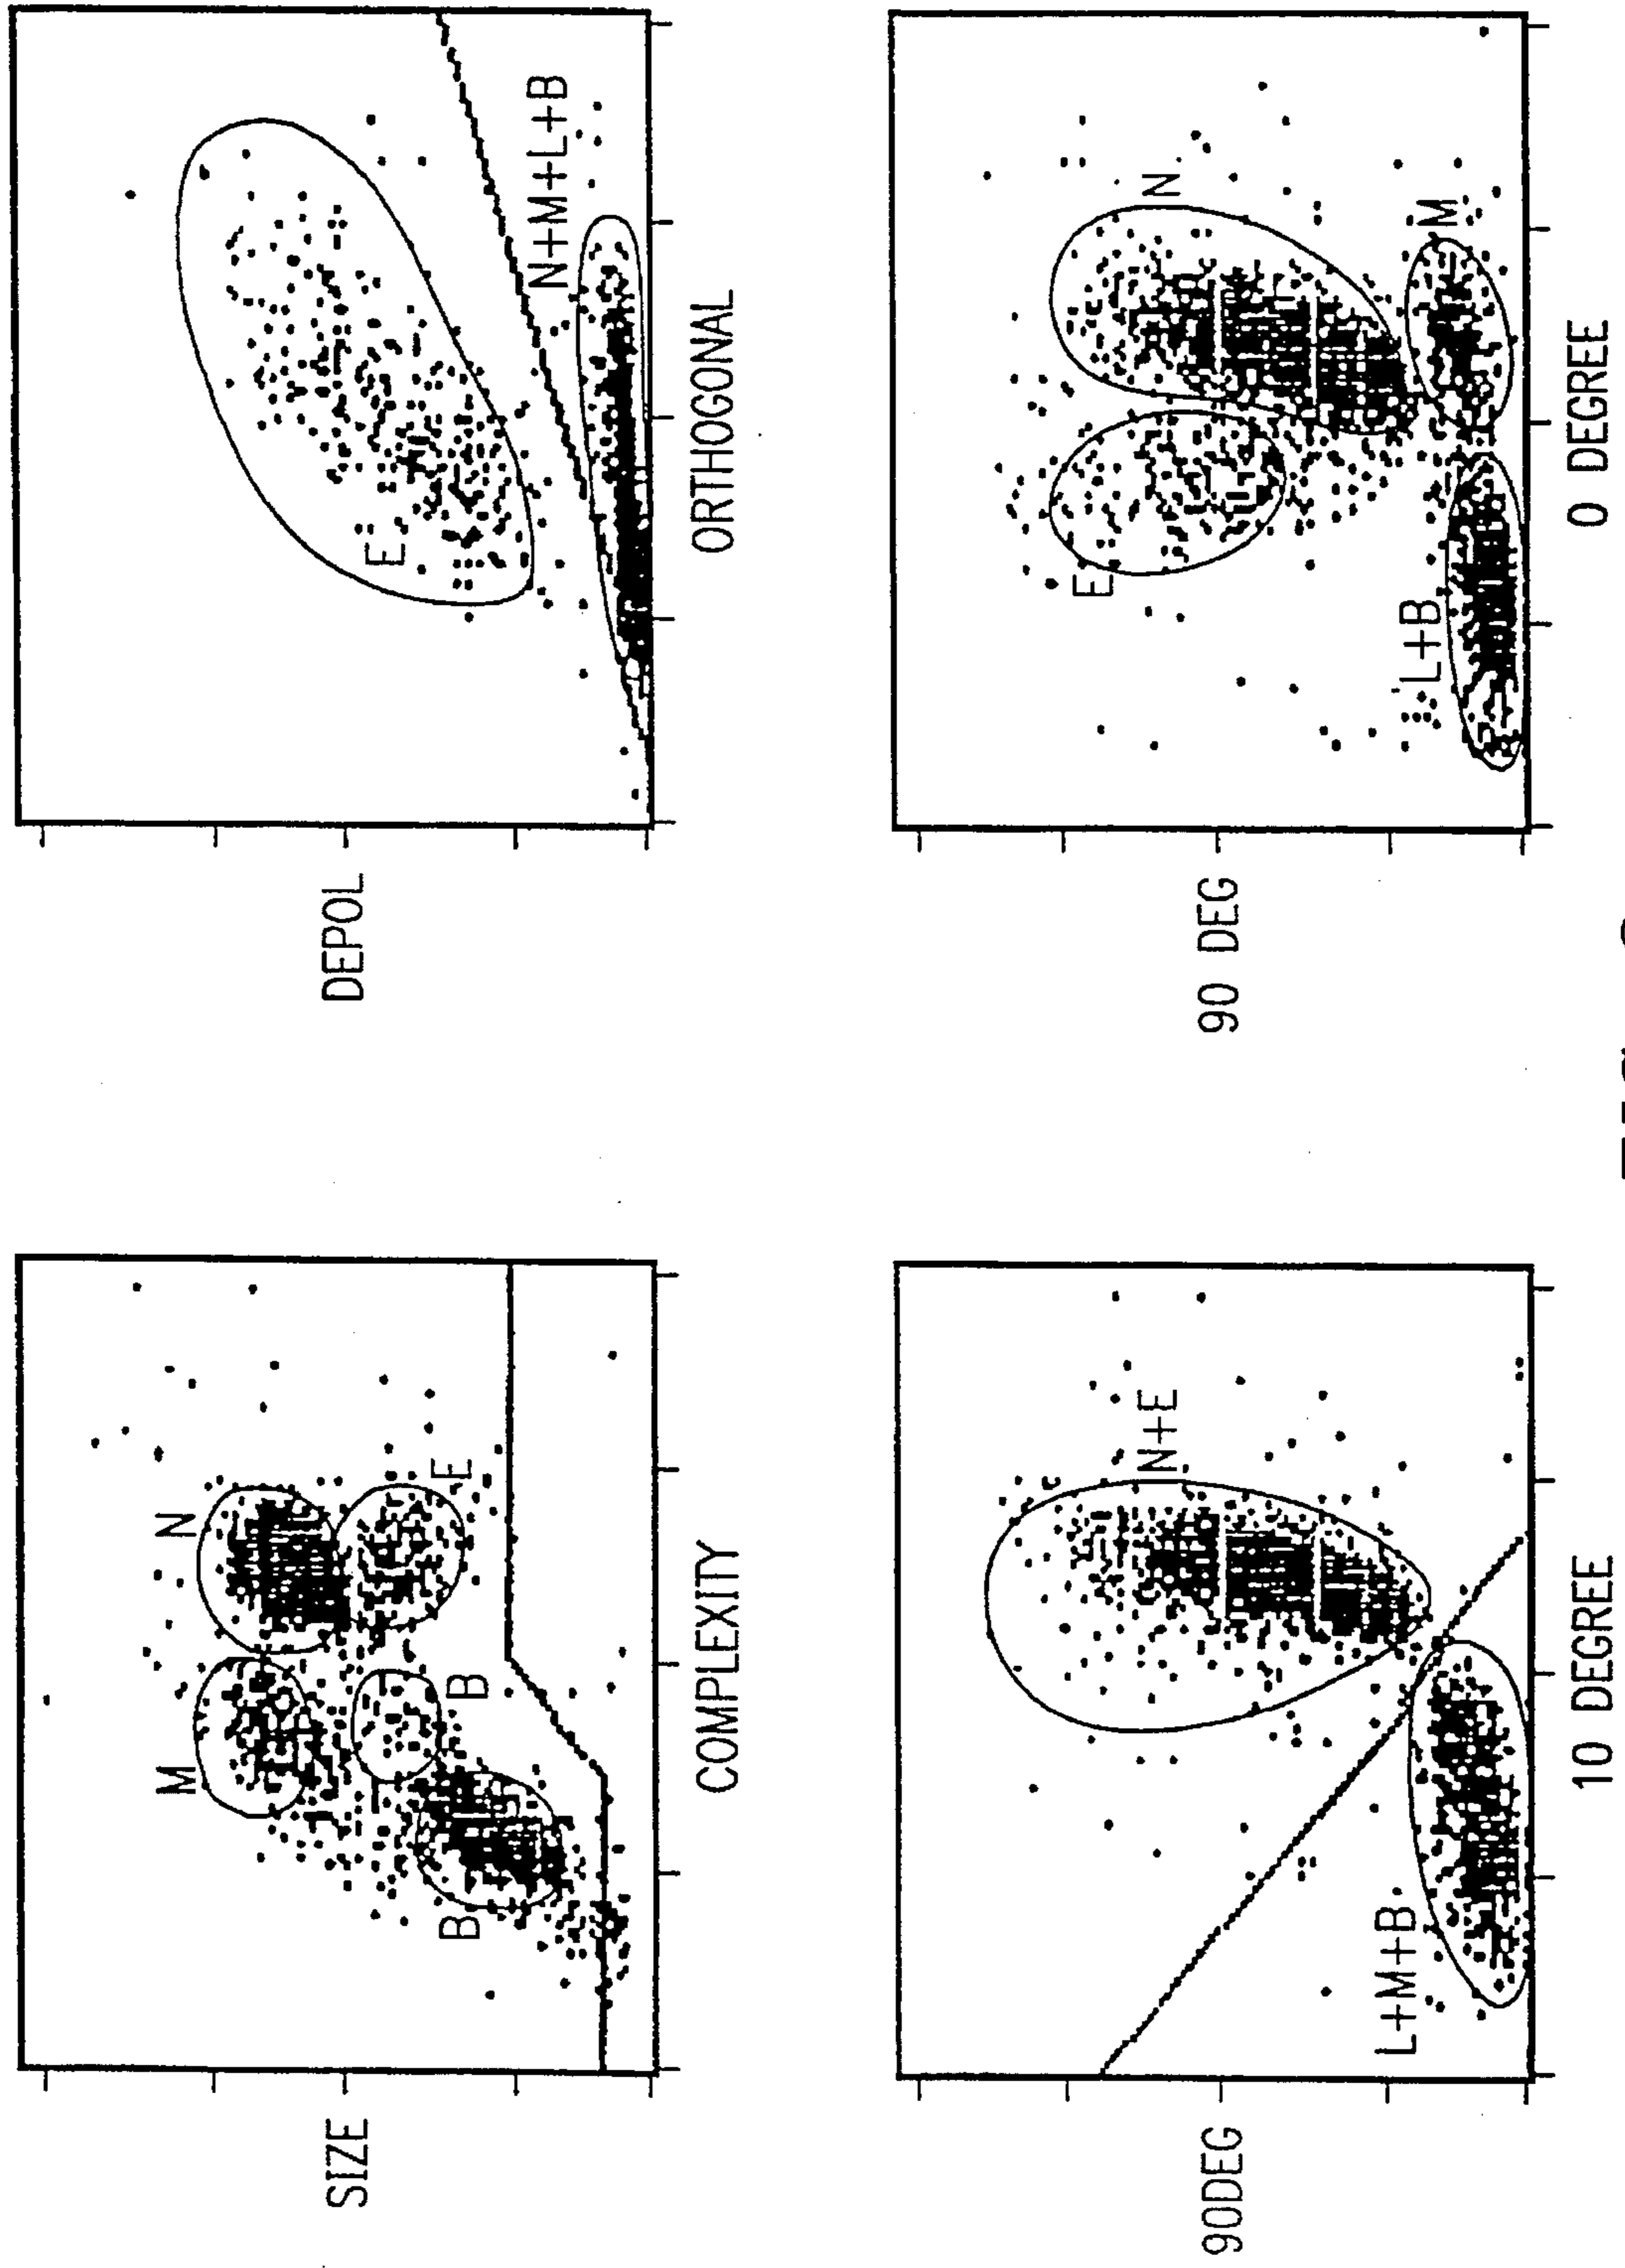 SIZE
N
M
E
B
B
COMPLEXITY
DEPOL
E
N+M+L+B
ORTHOGONAL
90DEG
N+E
L+M+B
10 DEGREE
90 DEG
E
N
L+B
M
0 DEGREE